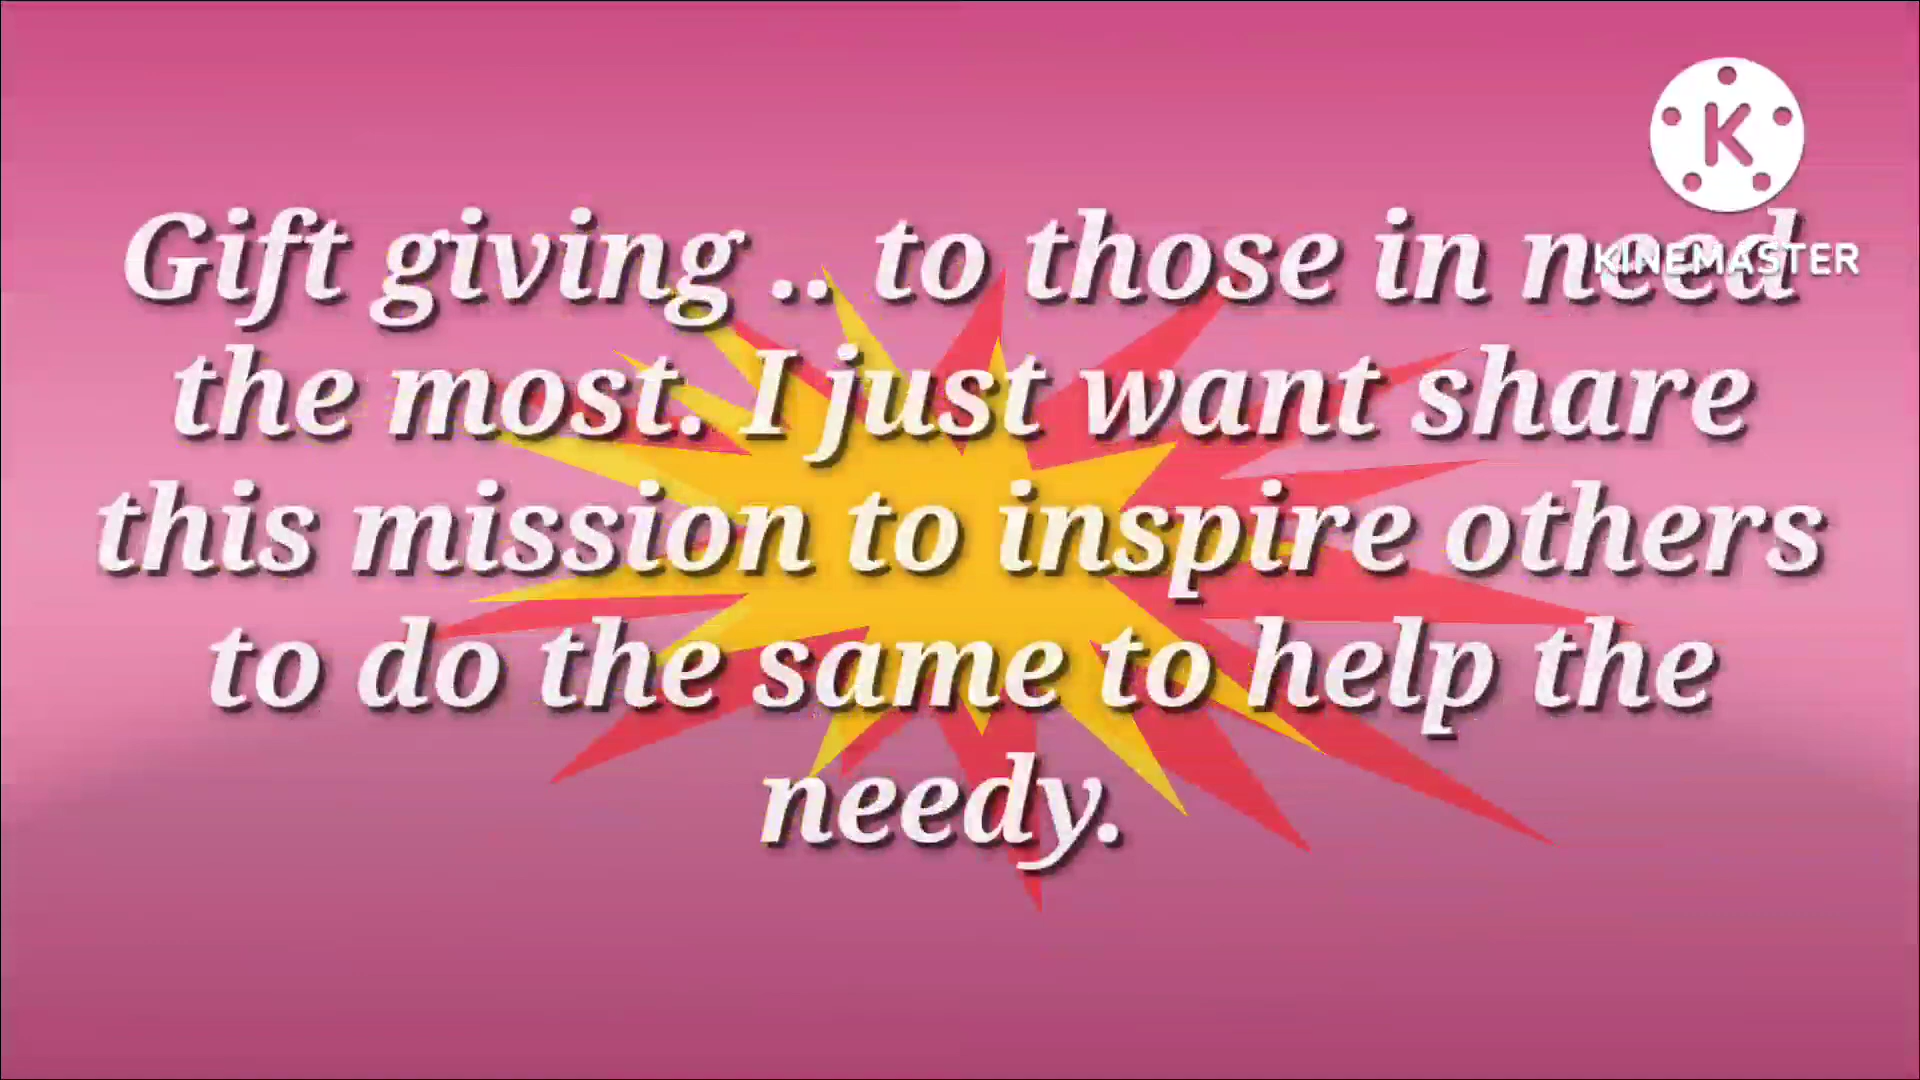 K
KINEMASTER
Gift giving .. to those in need
the most. I just want share
this mission to inspire others
to do the same to help the
needy.